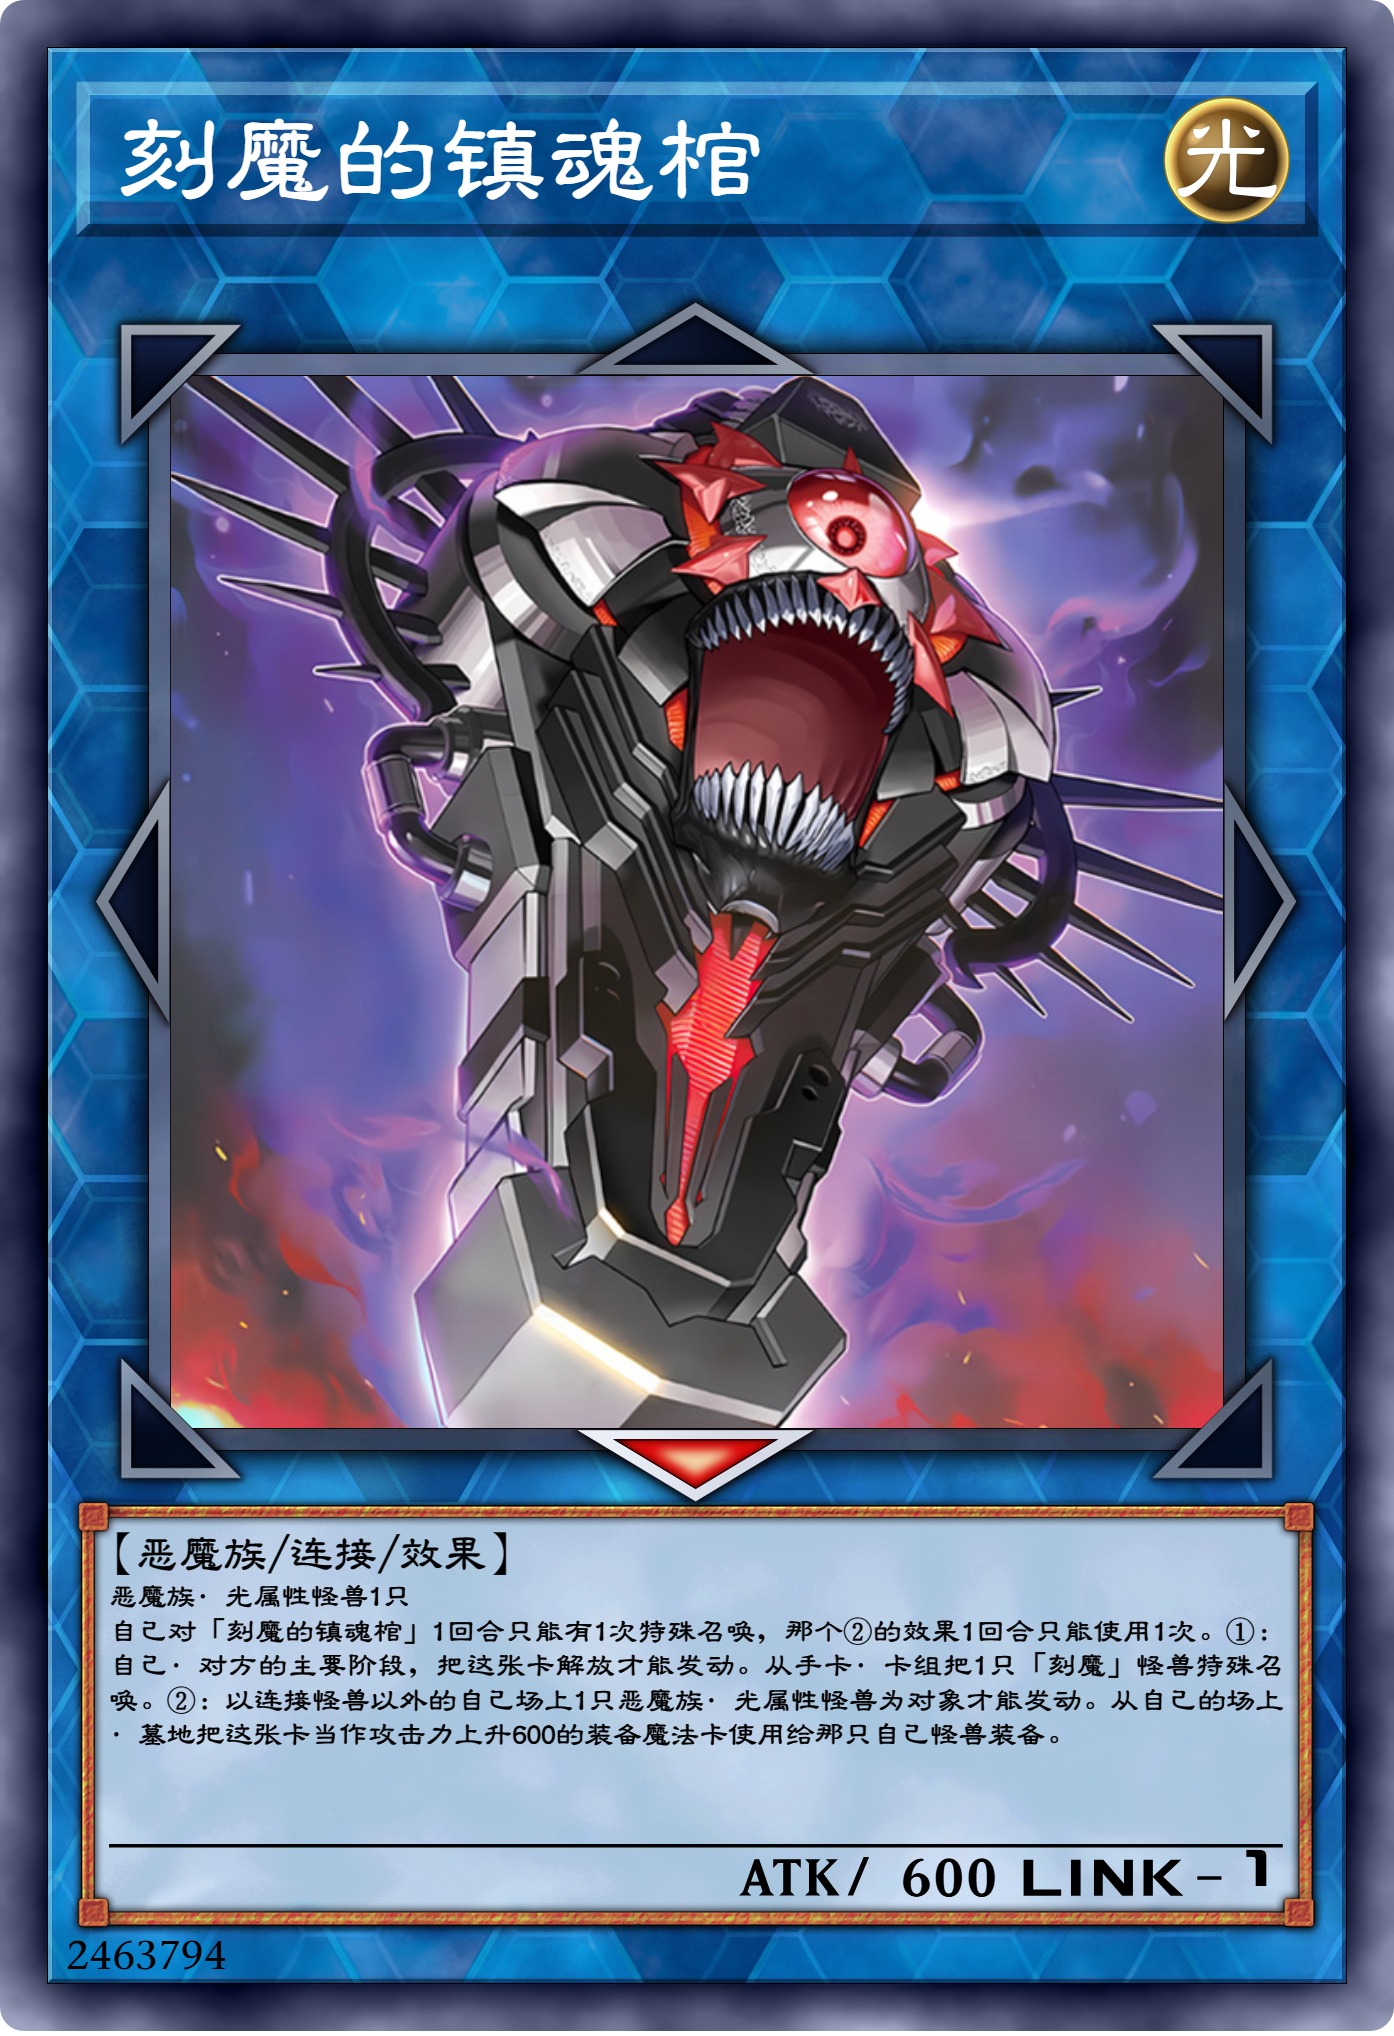 刻魔的镇魂棺
光
【恶魔族/连接/效果】
恶魔族·光属性怪兽1只
自己对「刻魔的镇魂棺」1回合只能有1次特殊召唤，那个②的效果1回合只能使用1次。①：
自己·对方的主要阶段，把这张卡解放才能发动。从手卡·卡组把1只「刻魔」怪兽特殊召
唤。②：以连接怪兽以外的自己场上1只恶魔族·光属性怪兽为对象才能发动。从自己的场上
·墓地把这张卡当作攻击力上升600的装备魔法卡使用给那只自己怪兽装备。
ATK/ 600 LINK-1
2463794